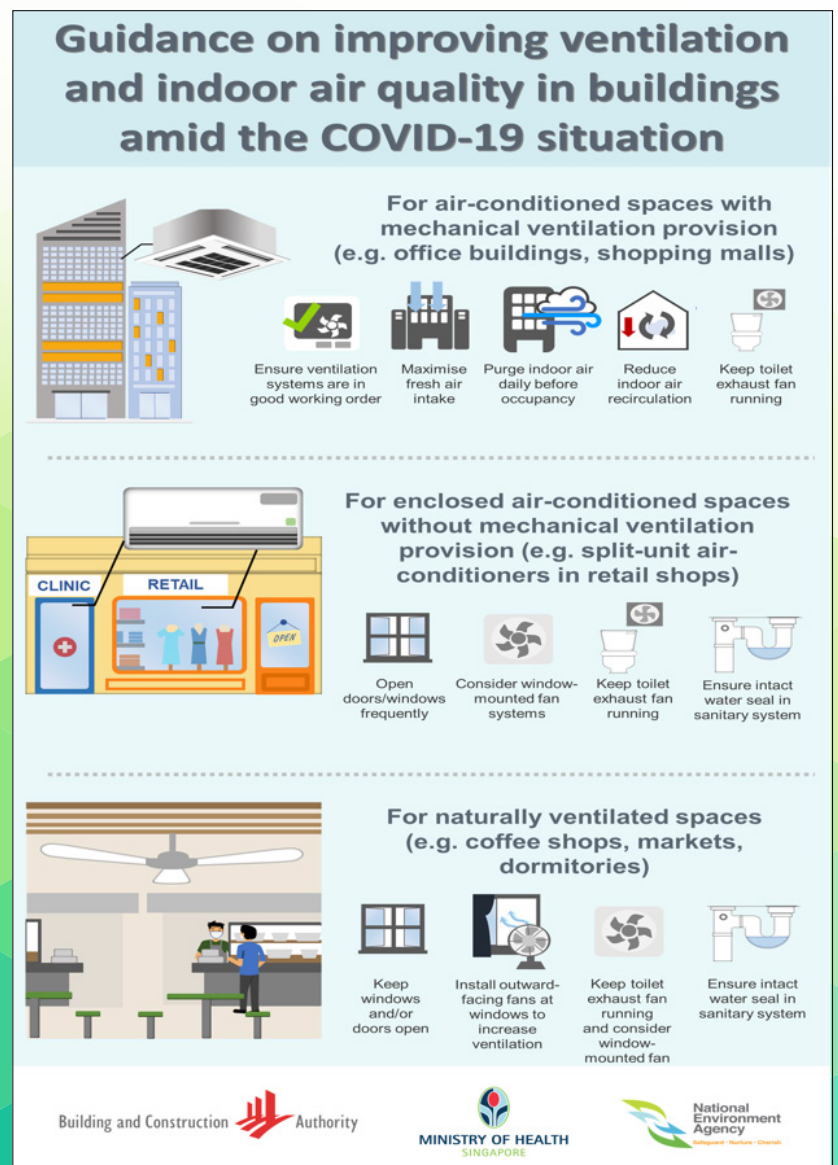 Guidance on improving ventilation
and indoor air quality in buildings
amid the COVID-19 situation
For air-conditioned spaces with
mechanical ventilation provision
(e.g. office buildings, shopping malls)
Ensure ventilation
systems are in
good working order
Maximise
fresh air
intake
Purge indoor air
daily before
occupancy
Reduce
indoor air
recirculation
Keep toilet
exhaust fan
running
For enclosed air-conditioned spaces
without mechanical ventilation
provision (e.g. split-unit air-
conditioners in retail shops)
CLINIC
RETAIL
OPEN
Open
doors/windows
frequently
Consider window-
mounted fan
systems
Keep toilet
exhaust fan
running
Ensure intact
water seal in
sanitary system
For naturally ventilated spaces
(e.g. coffee shops, markets,
dormitories)
Keep
windows
and/or
doors open
Install outward-
facing fans at
windows to
increase
ventilation
Keep toilet
exhaust fan
running
and consider
window-
mounted fan
Ensure intact
water seal in
sanitary system
Building and Construction Authority
MINISTRY OF HEALTH
SINGAPORE
National
Environment
Agency
Safeguard · Nurture · Cherish